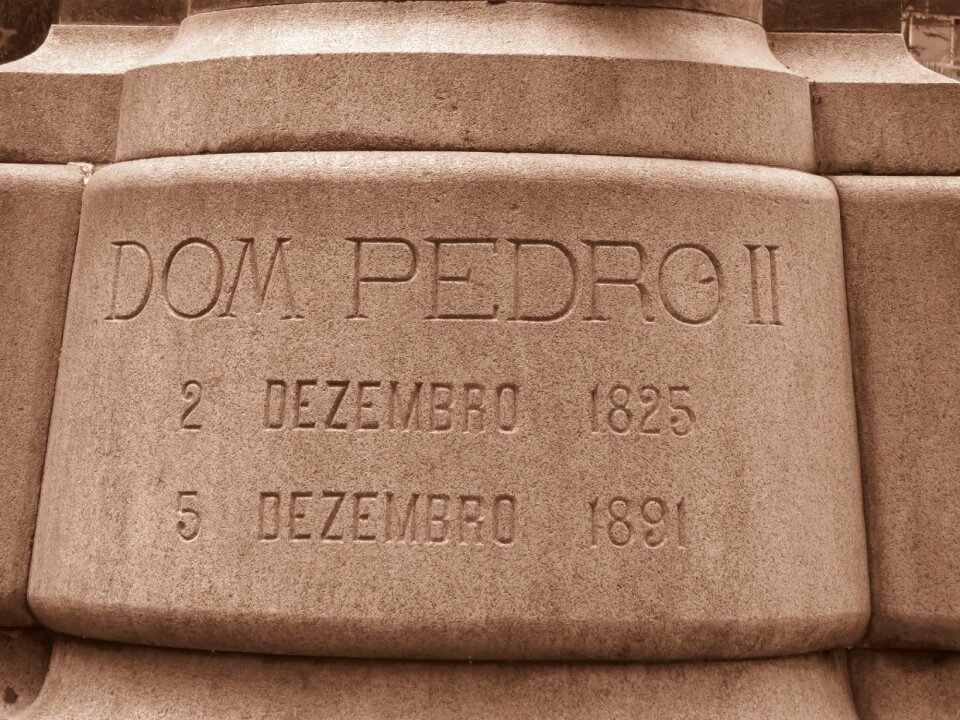 DOM PEDRO II
2 DEZEMBRO 1825
5 DEZEMBRO 1891